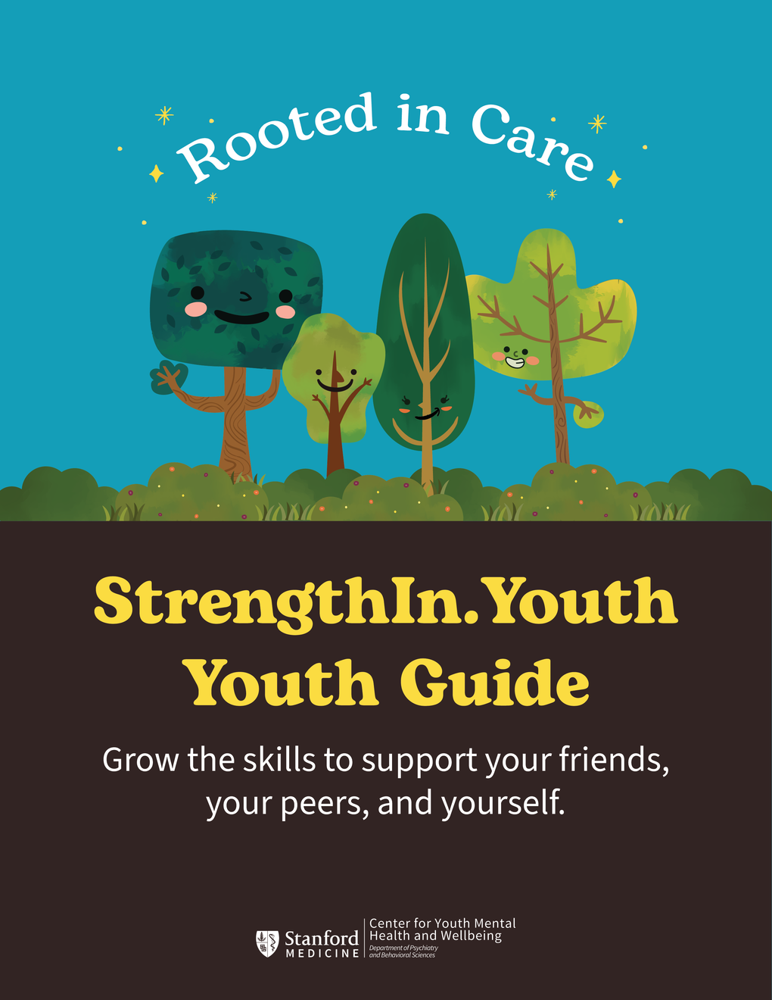 Rooted in Care
StrengthIn.Youth
Youth Guide
Grow the skills to support your friends,
your peers, and yourself.
Stanford
MEDICINE
Center for Youth Mental
Health and Wellbeing
Department of Psychiatry
and Behavioral Sciences